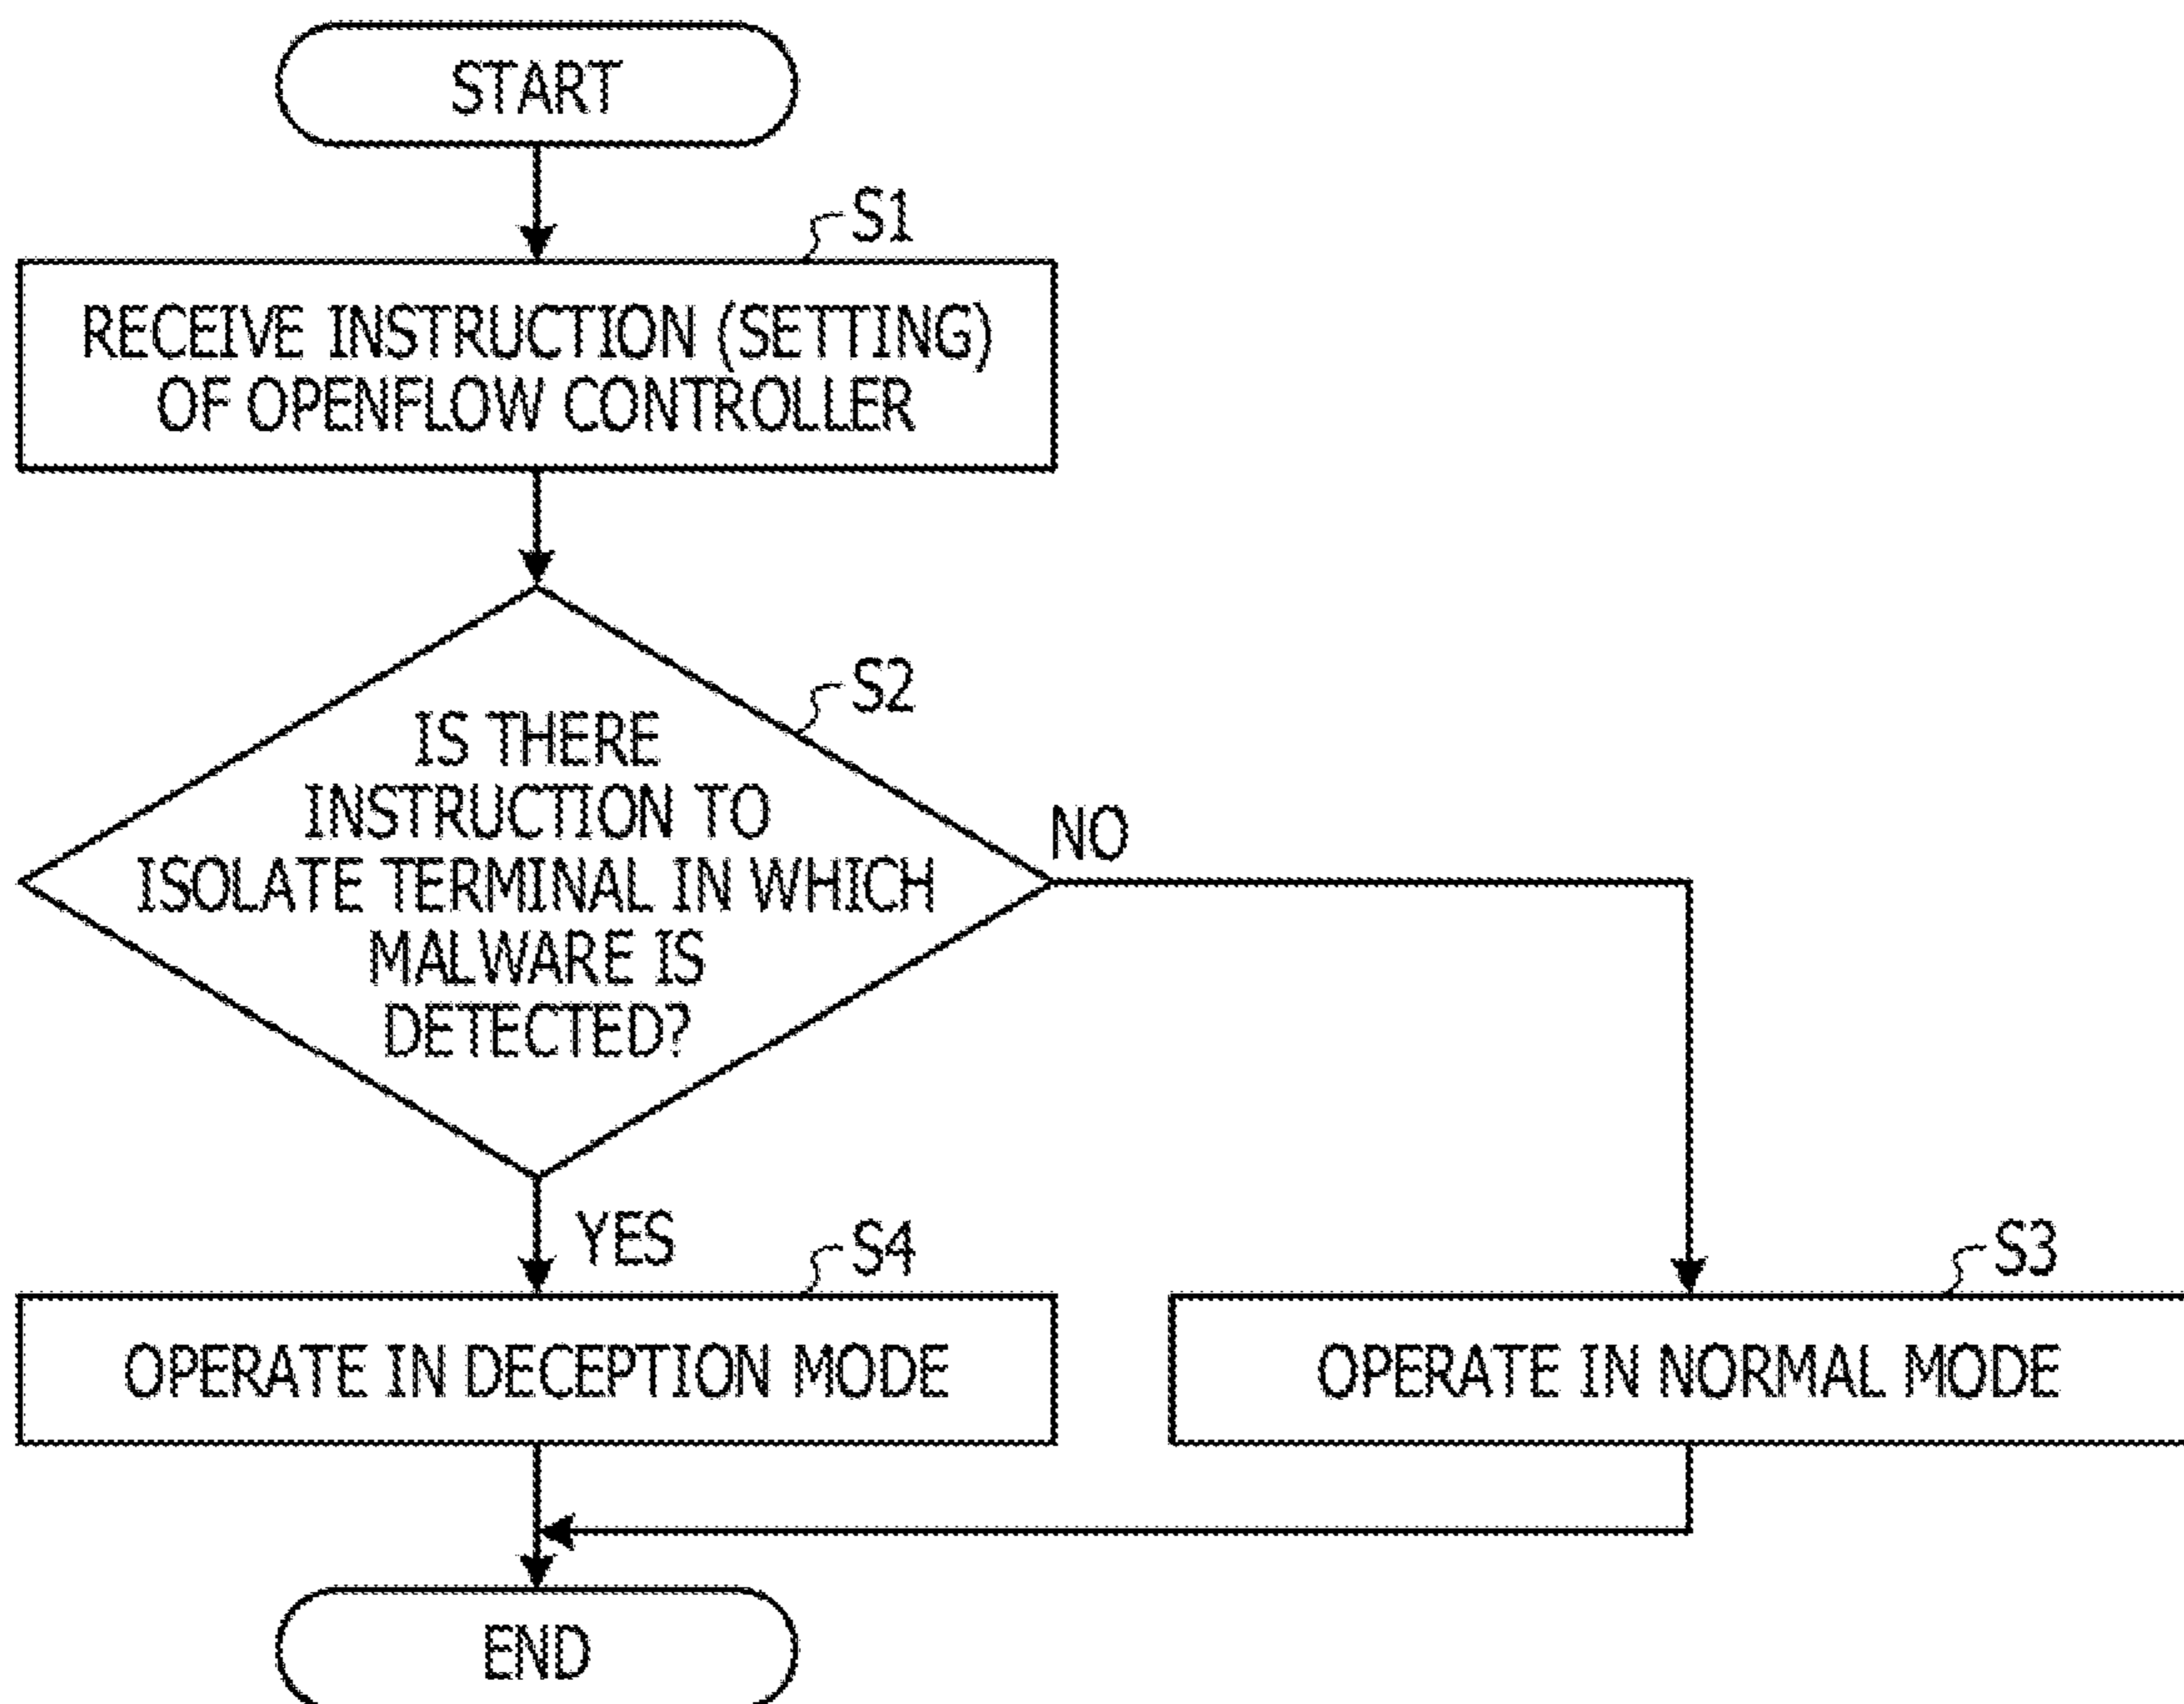 START
S1
RECEIVE INSTRUCTION (SETTING)
OF OPENFLOW CONTROLLER
S2
IS THERE
INSTRUCTION TO
ISOLATE TERMINAL IN WHICH
MALWARE IS
DETECTED?
NO
YES
S4
OPERATE IN DECEPTION MODE
S3
OPERATE IN NORMAL MODE
END